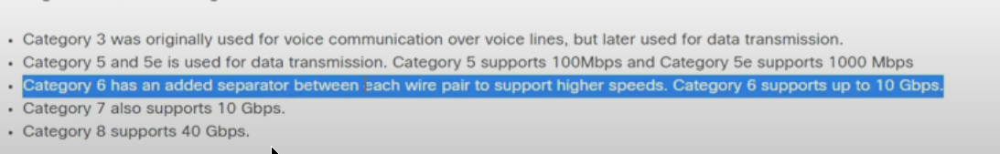 • Category 3 was originally used for voice communication over voice lines, but later used for data transmission.
• Category 5 and 5e is used for data transmission. Category 5 supports 100Mbps and Category 5e supports 1000 Mbps
• Category 6 has an added separator between each wire pair to support higher speeds. Category 6 supports up to 10 Gbps.
• Category 7 also supports 10 Gbps.
• Category 8 supports 40 Gbps.